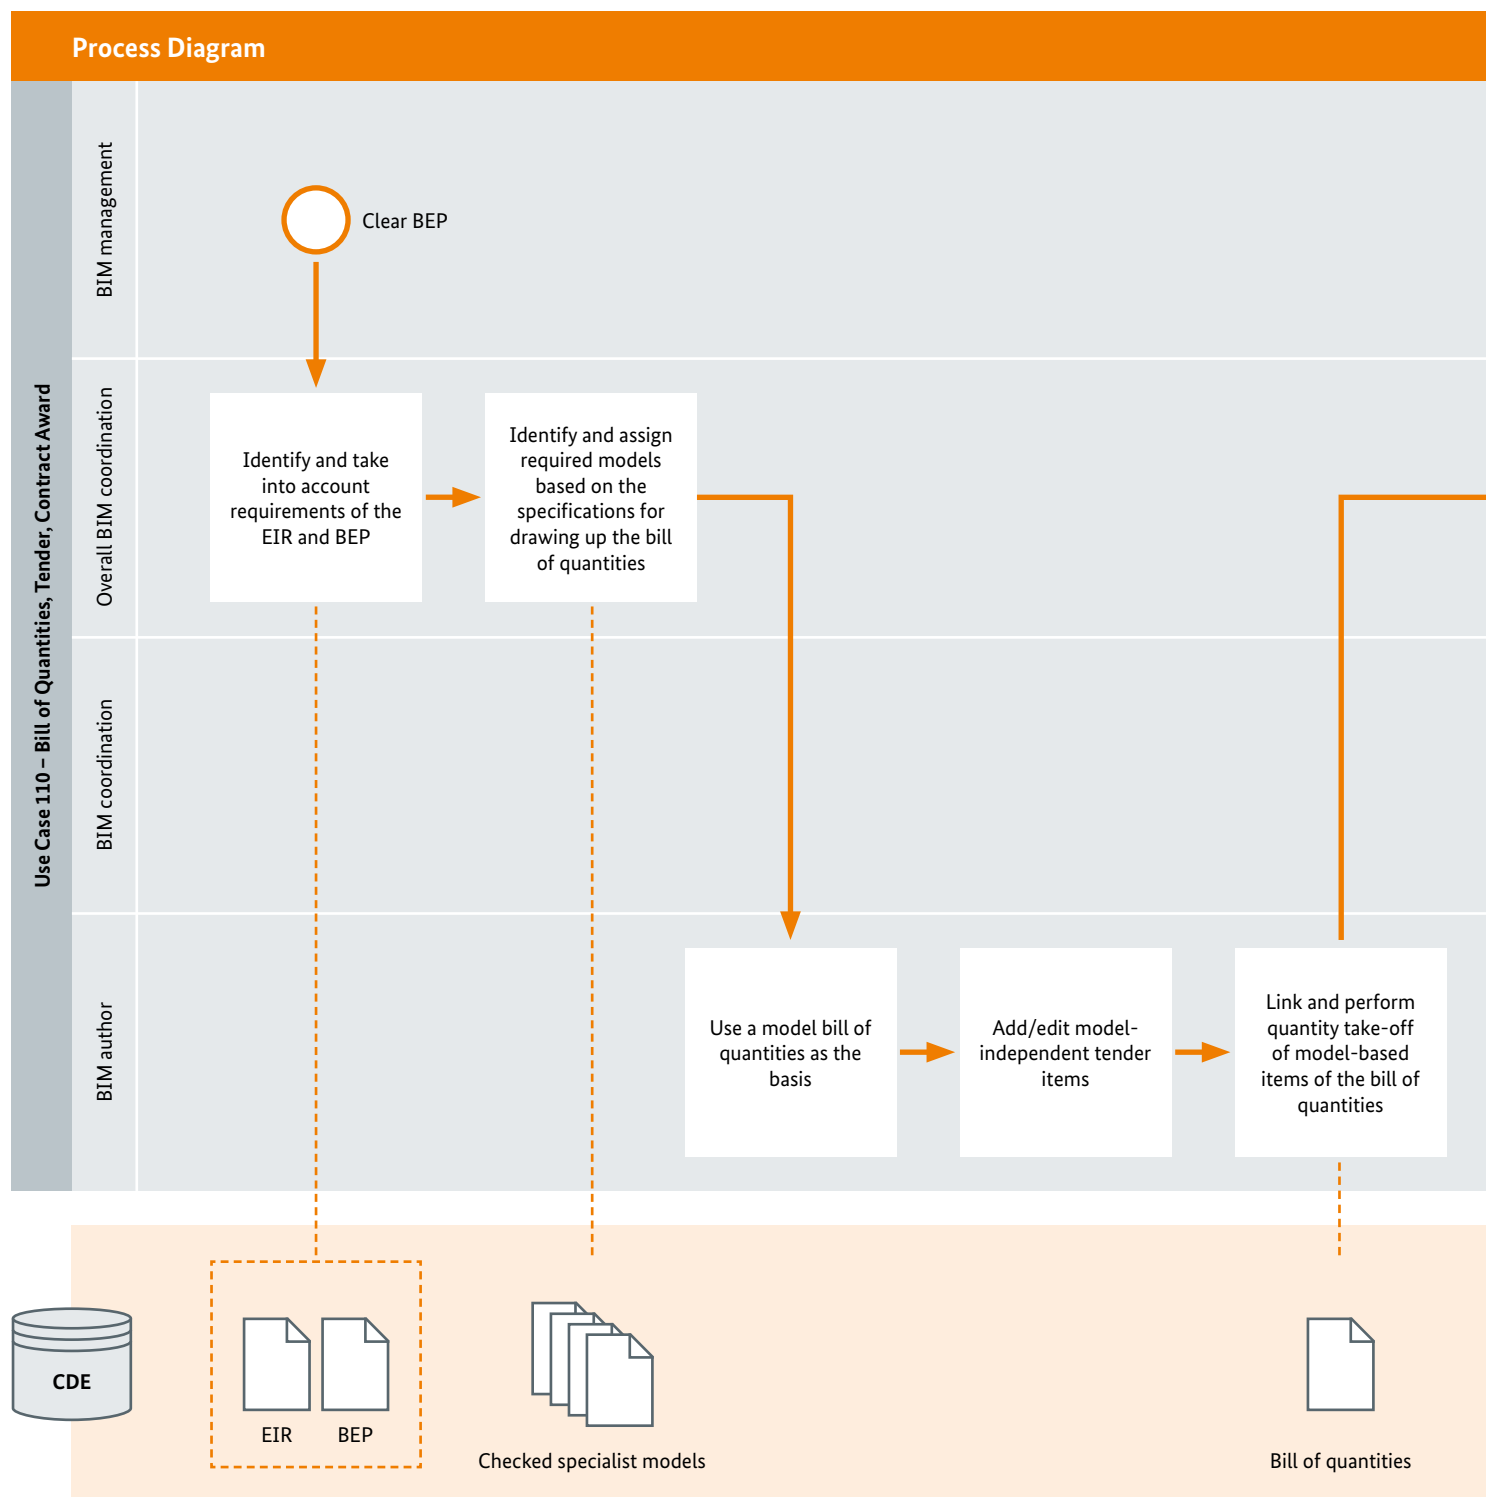 Process Diagram
Use Case 110 – Bill of Quantities, Tender, Contract Award
BIM management
Clear BEP
Overall BIM coordination
Identify and take
into account
requirements of the
EIR and BEP
Identify and assign
required models
based on the
specifications for
drawing up the bill
of quantities
BIM coordination
BIM author
Use a model bill of
quantities as the
basis
Add/edit model-
independent tender
items
Link and perform
quantity take-off
of model-based
items of the bill of
quantities
CDE
EIR
BEP
Checked specialist models
Bill of quantities